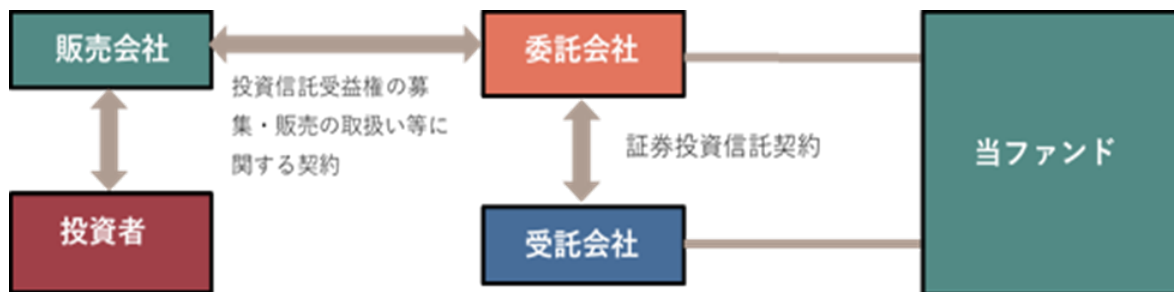 販売会社
委託会社
投資信託受益権の募
集・販売の取扱い等に
関する契約
証券投資信託契約
当ファンド
投資者
受託会社